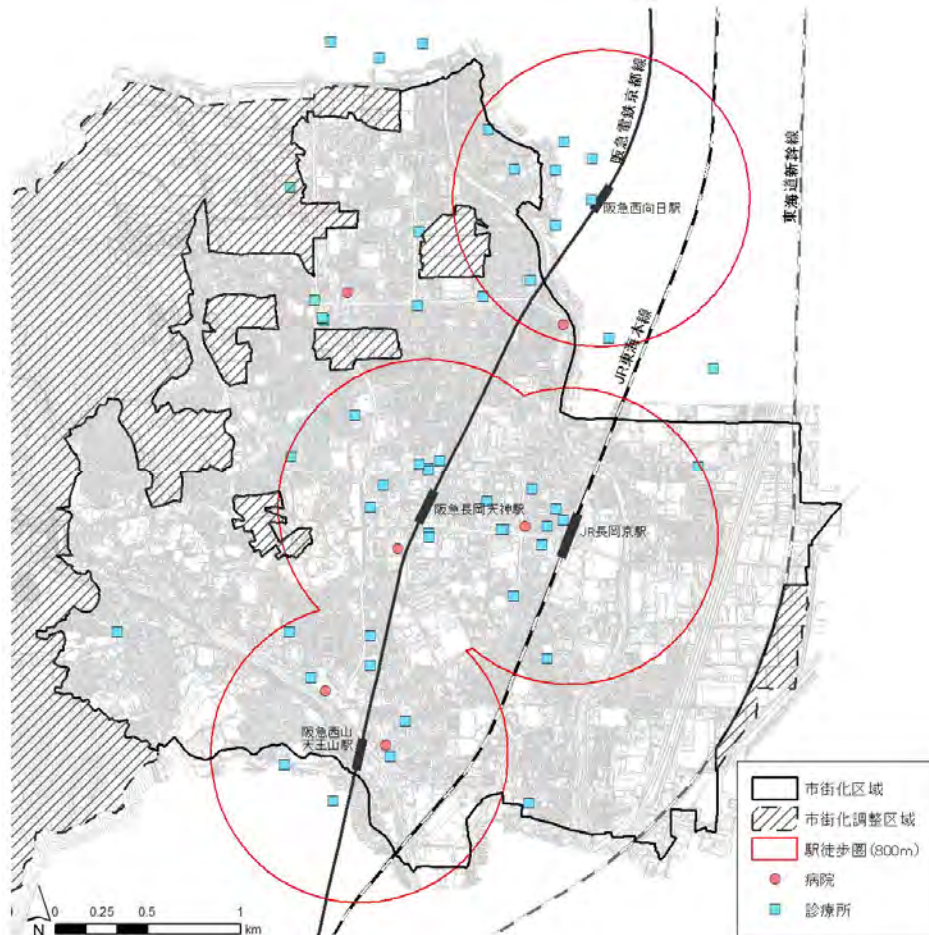 阪急電鉄京都線
東海道新幹線
阪急西向日駅
JR東海本線
阪急長岡天神駅
JR長岡京駅
阪急西山
天王山駅
市街化区域
市街化調整区域
駅徒歩圏(800m)
病院
診療所
0 0.25 0.5 1
km
N